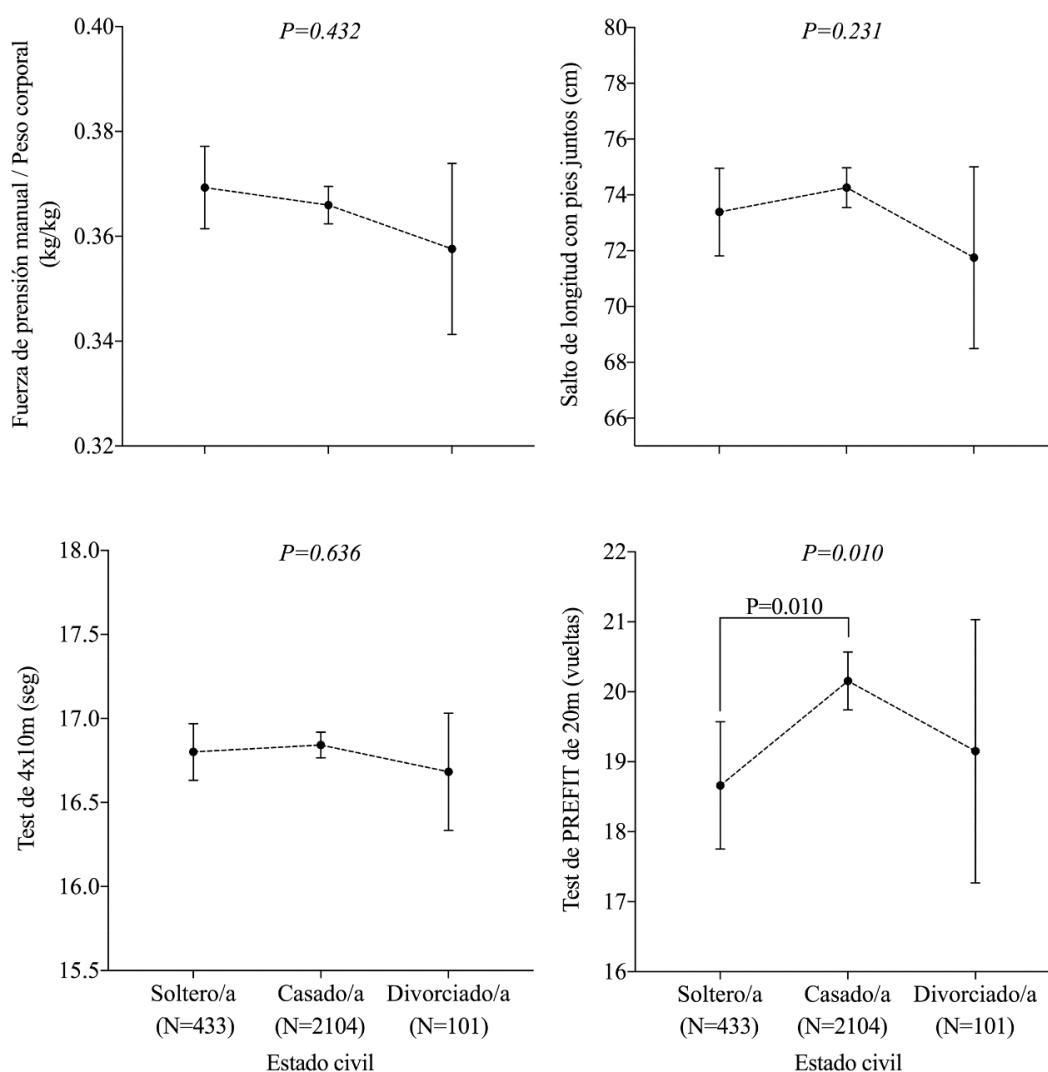 P=0.432
Fuerza de prensión manual / Peso corporal
(kg/kg)
0.40
0.38
0.36
0.34
0.32
P=0.231
Salto de longitud con pies juntos (cm)
80
78
76
74
72
70
68
66
P=0.636
Test de 4x10m (seg)
18.0
17.5
17.0
16.5
16.0
15.5
Soltero/a
(N=433)
Casado/a
(N=2104)
Divorciado/a
(N=101)
Estado civil
P=0.010
P=0.010
Test de PREFIT de 20m (vueltas)
22
21
20
19
18
17
16
Soltero/a
(N=433)
Casado/a
(N=2104)
Divorciado/a
(N=101)
Estado civil